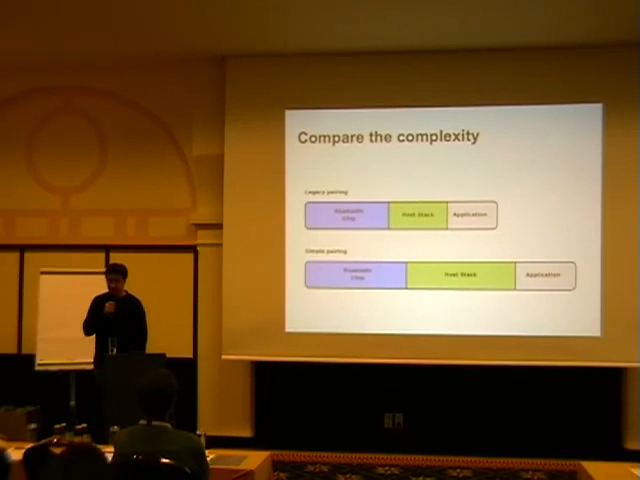 Compare the complexity
Legacy pairing
Bluetooth
Chip
Host Stack
Application
Simple pairing
Bluetooth
Chip
Host Stack
Application